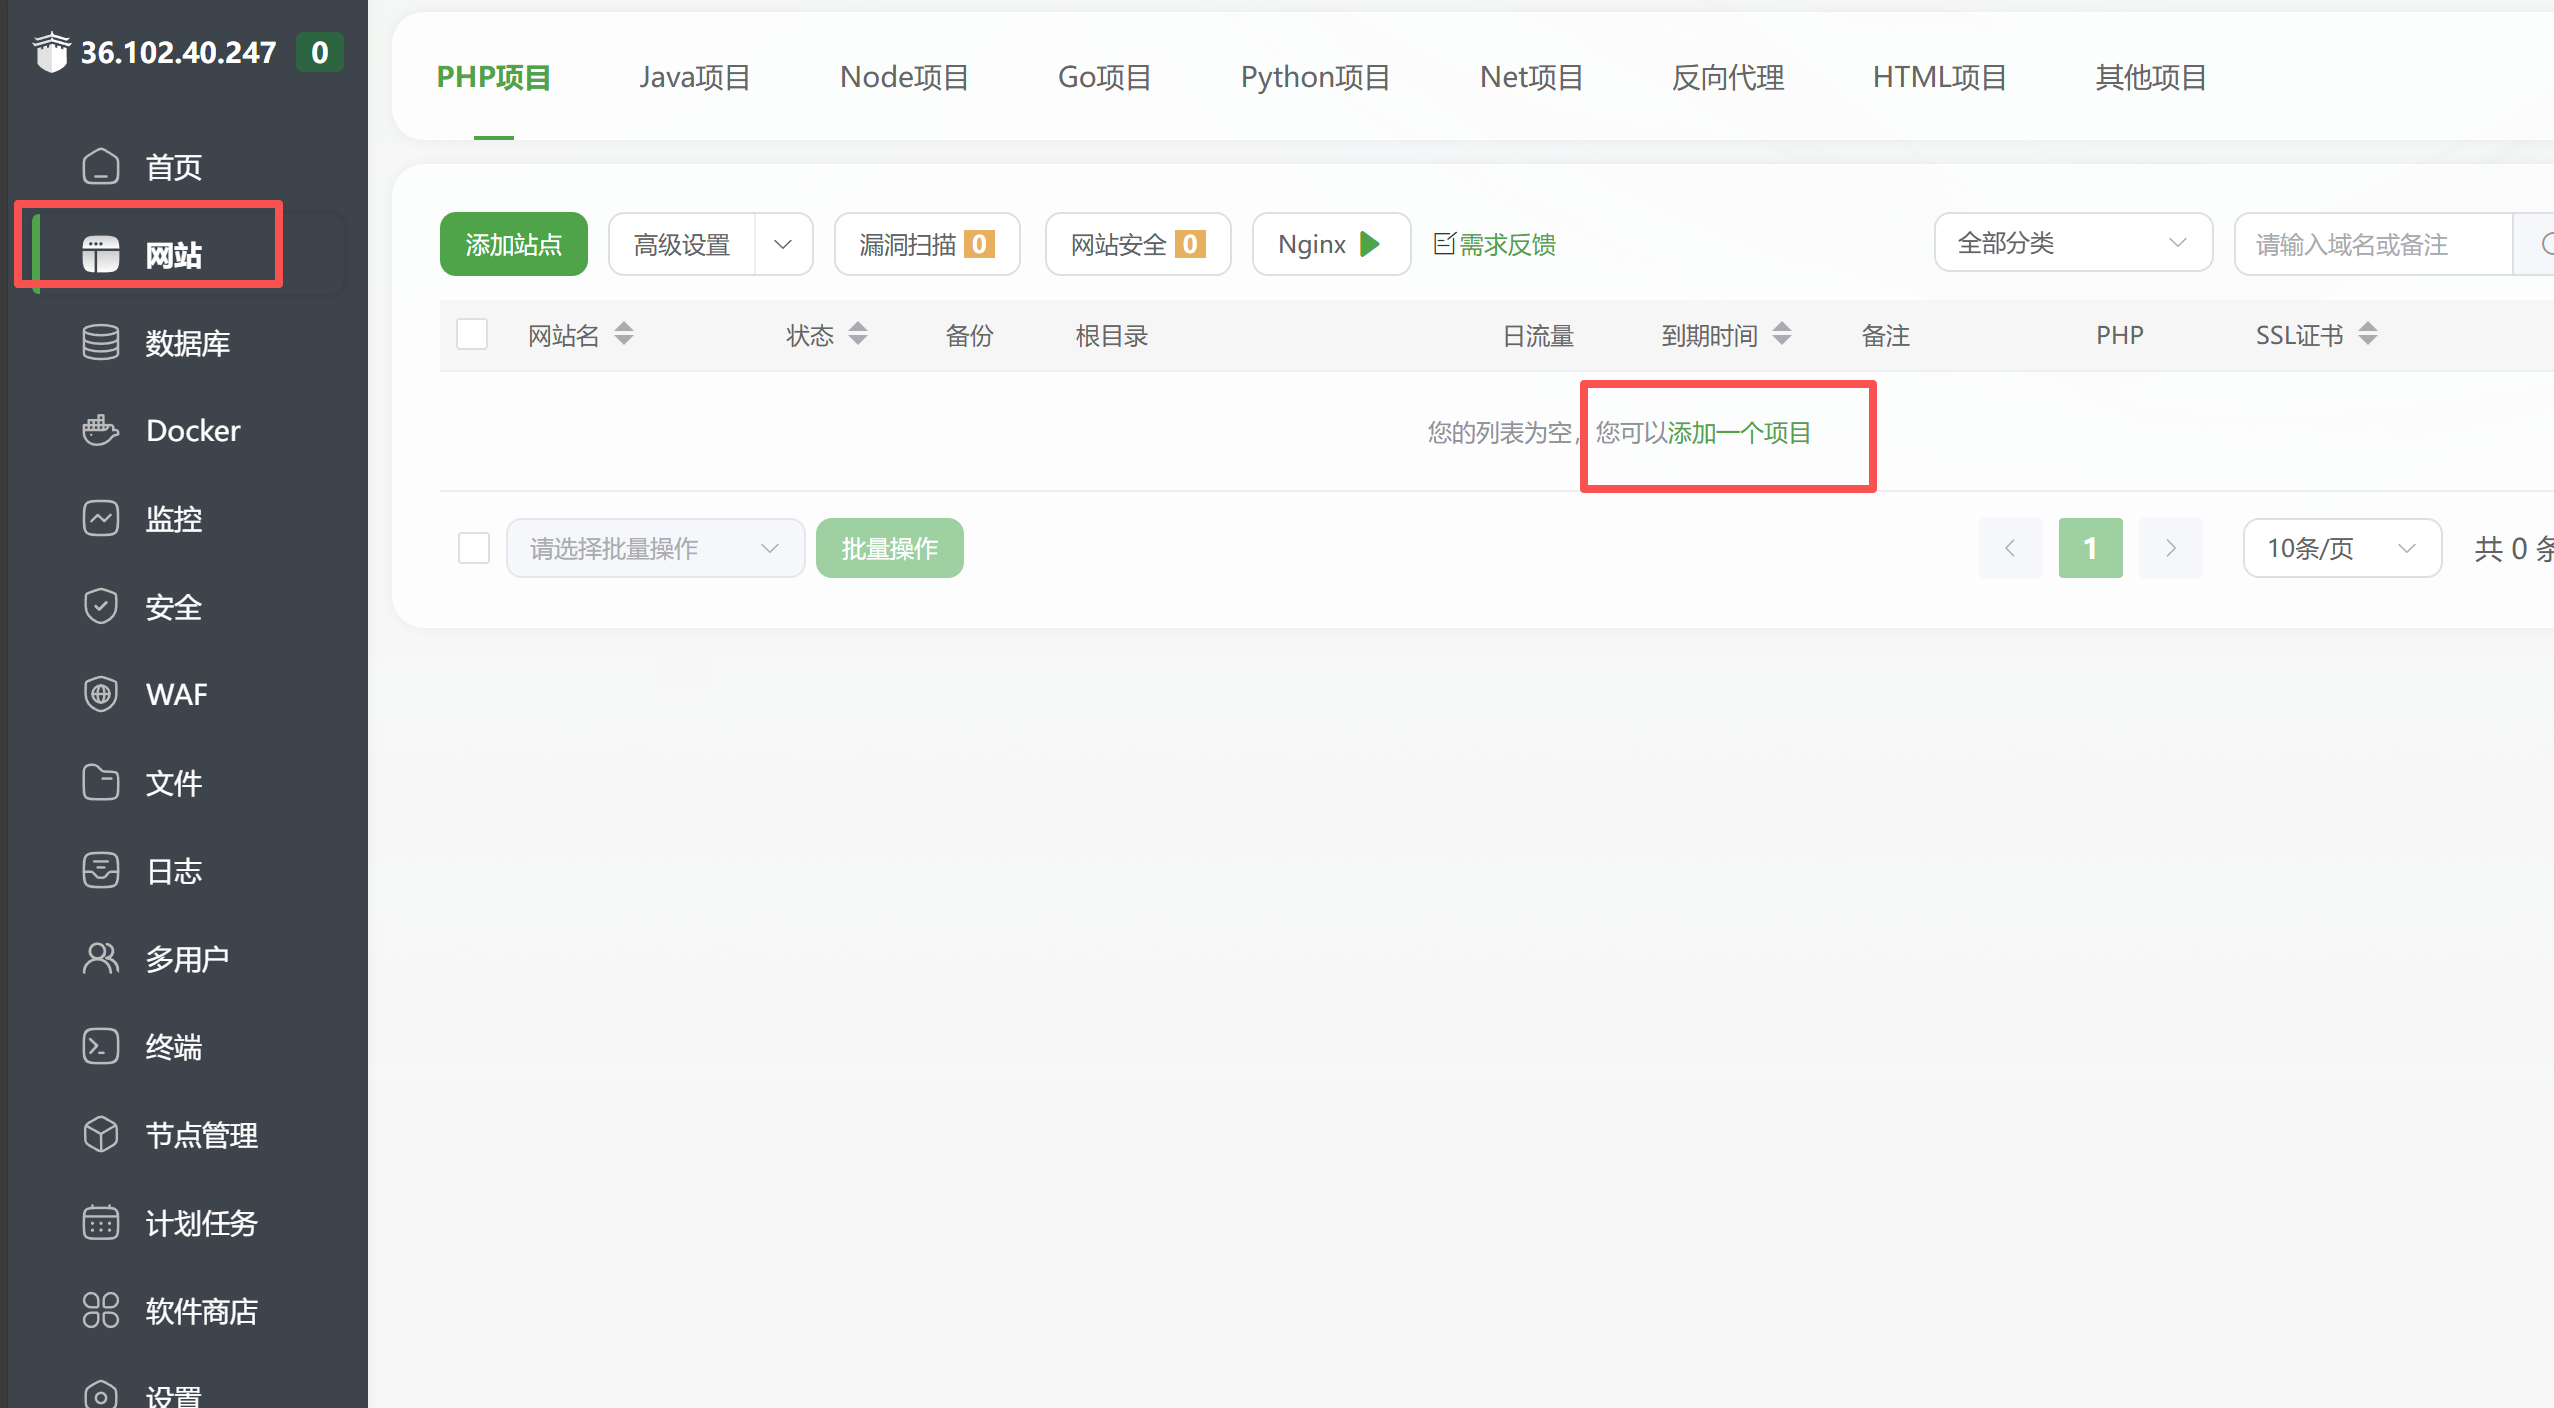 36.102.40.247 0
首页
网站
数据库
Docker
监控
安全
WAF
文件
日志
多用户
终端
节点管理
计划任务
软件商店
设置
PHP项目 Java项目 Node项目 Go项目 Python项目 Net项目 反向代理 HTML项目 其他项目
添加站点 高级设置 漏洞扫描 0 网站安全 0 Nginx 需求反馈 全部分类 请输入域名或备注
网站名 状态 备份 根目录 日流量 到期时间 备注 PHP SSL证书
您的列表为空，您可以添加一个项目
请选择批量操作 批量操作 1 10条/页 共 0 条